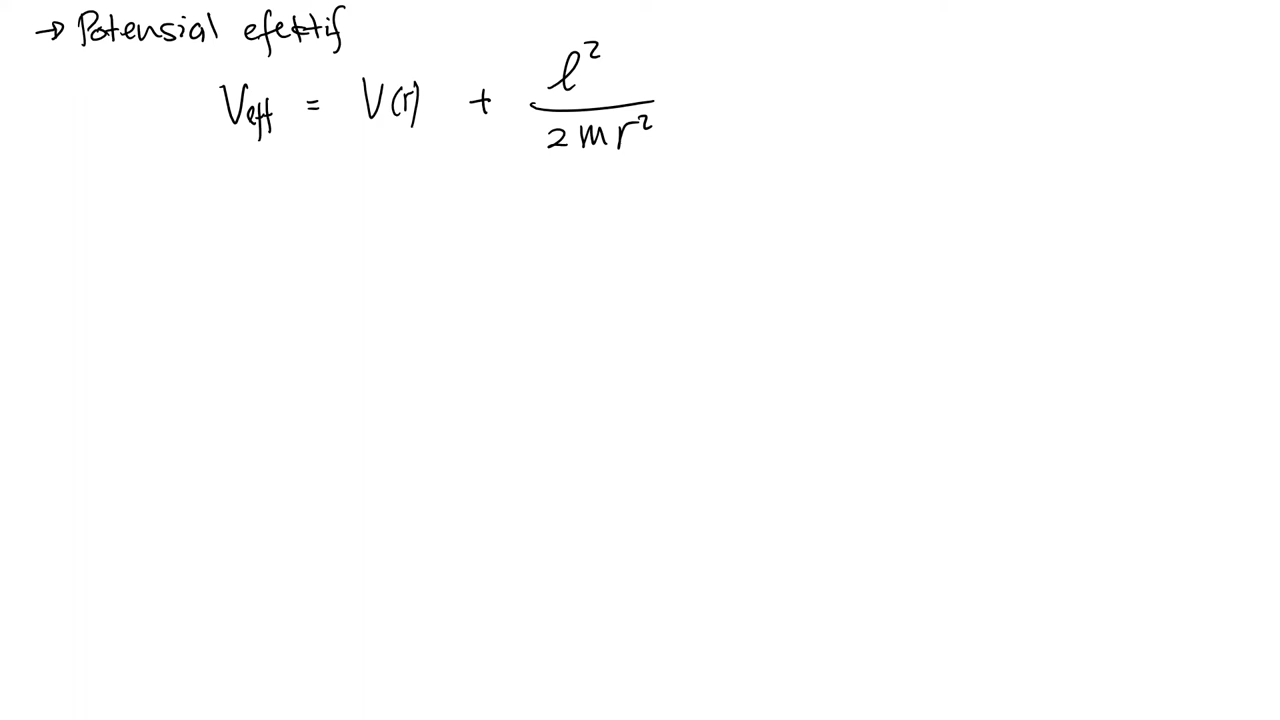 → Potensial efektif
V_eff = V(r) + l² / 2mr²